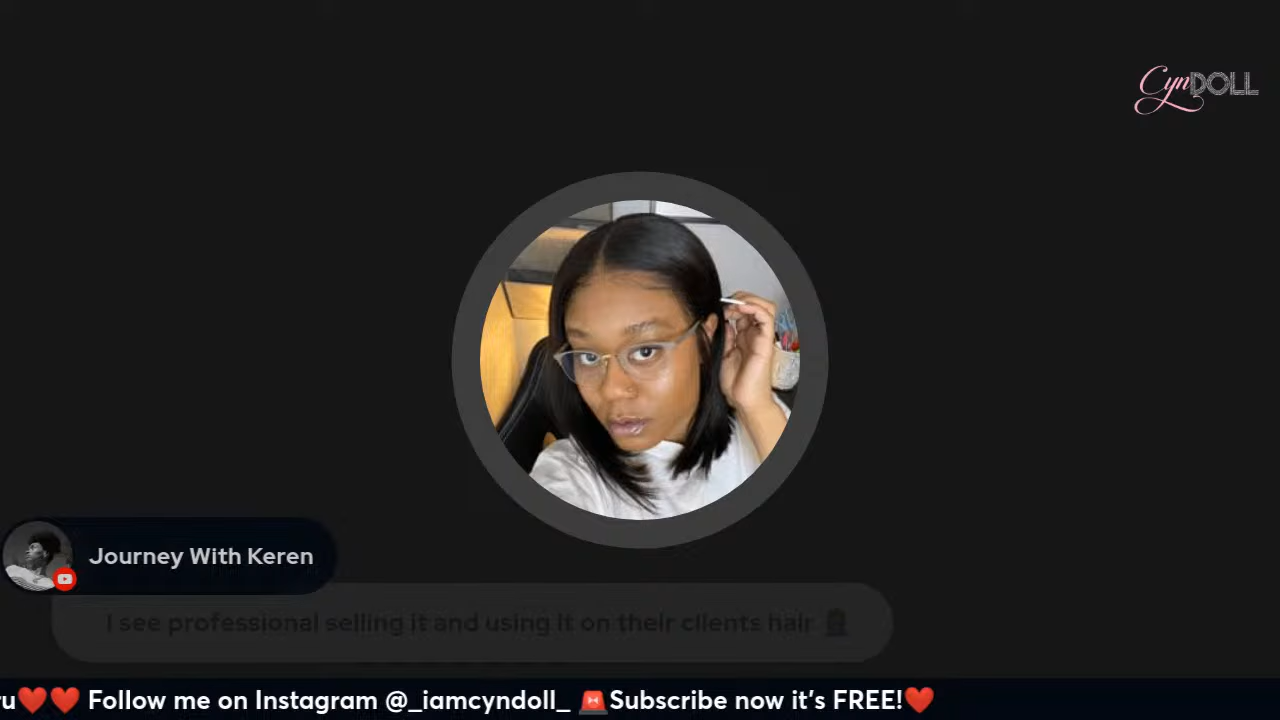 CynDOLL
Journey With Keren
I see professional selling it and using it on their clients hair
ru❤️❤️ Follow me on Instagram @_iamcyndoll_ 🚨Subscribe now it's FREE!❤️